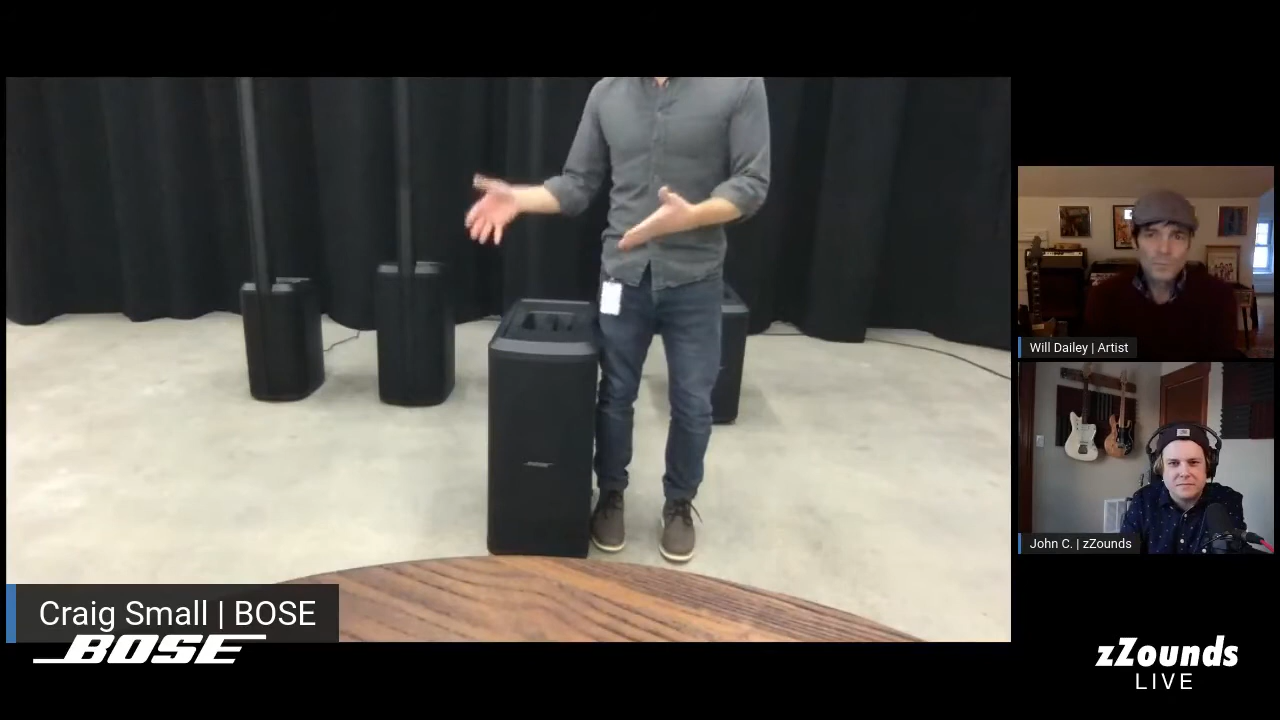 Craig Small | BOSE
BOSE
Will Dailey | Artist
John C. | zZounds
zZounds
LIVE